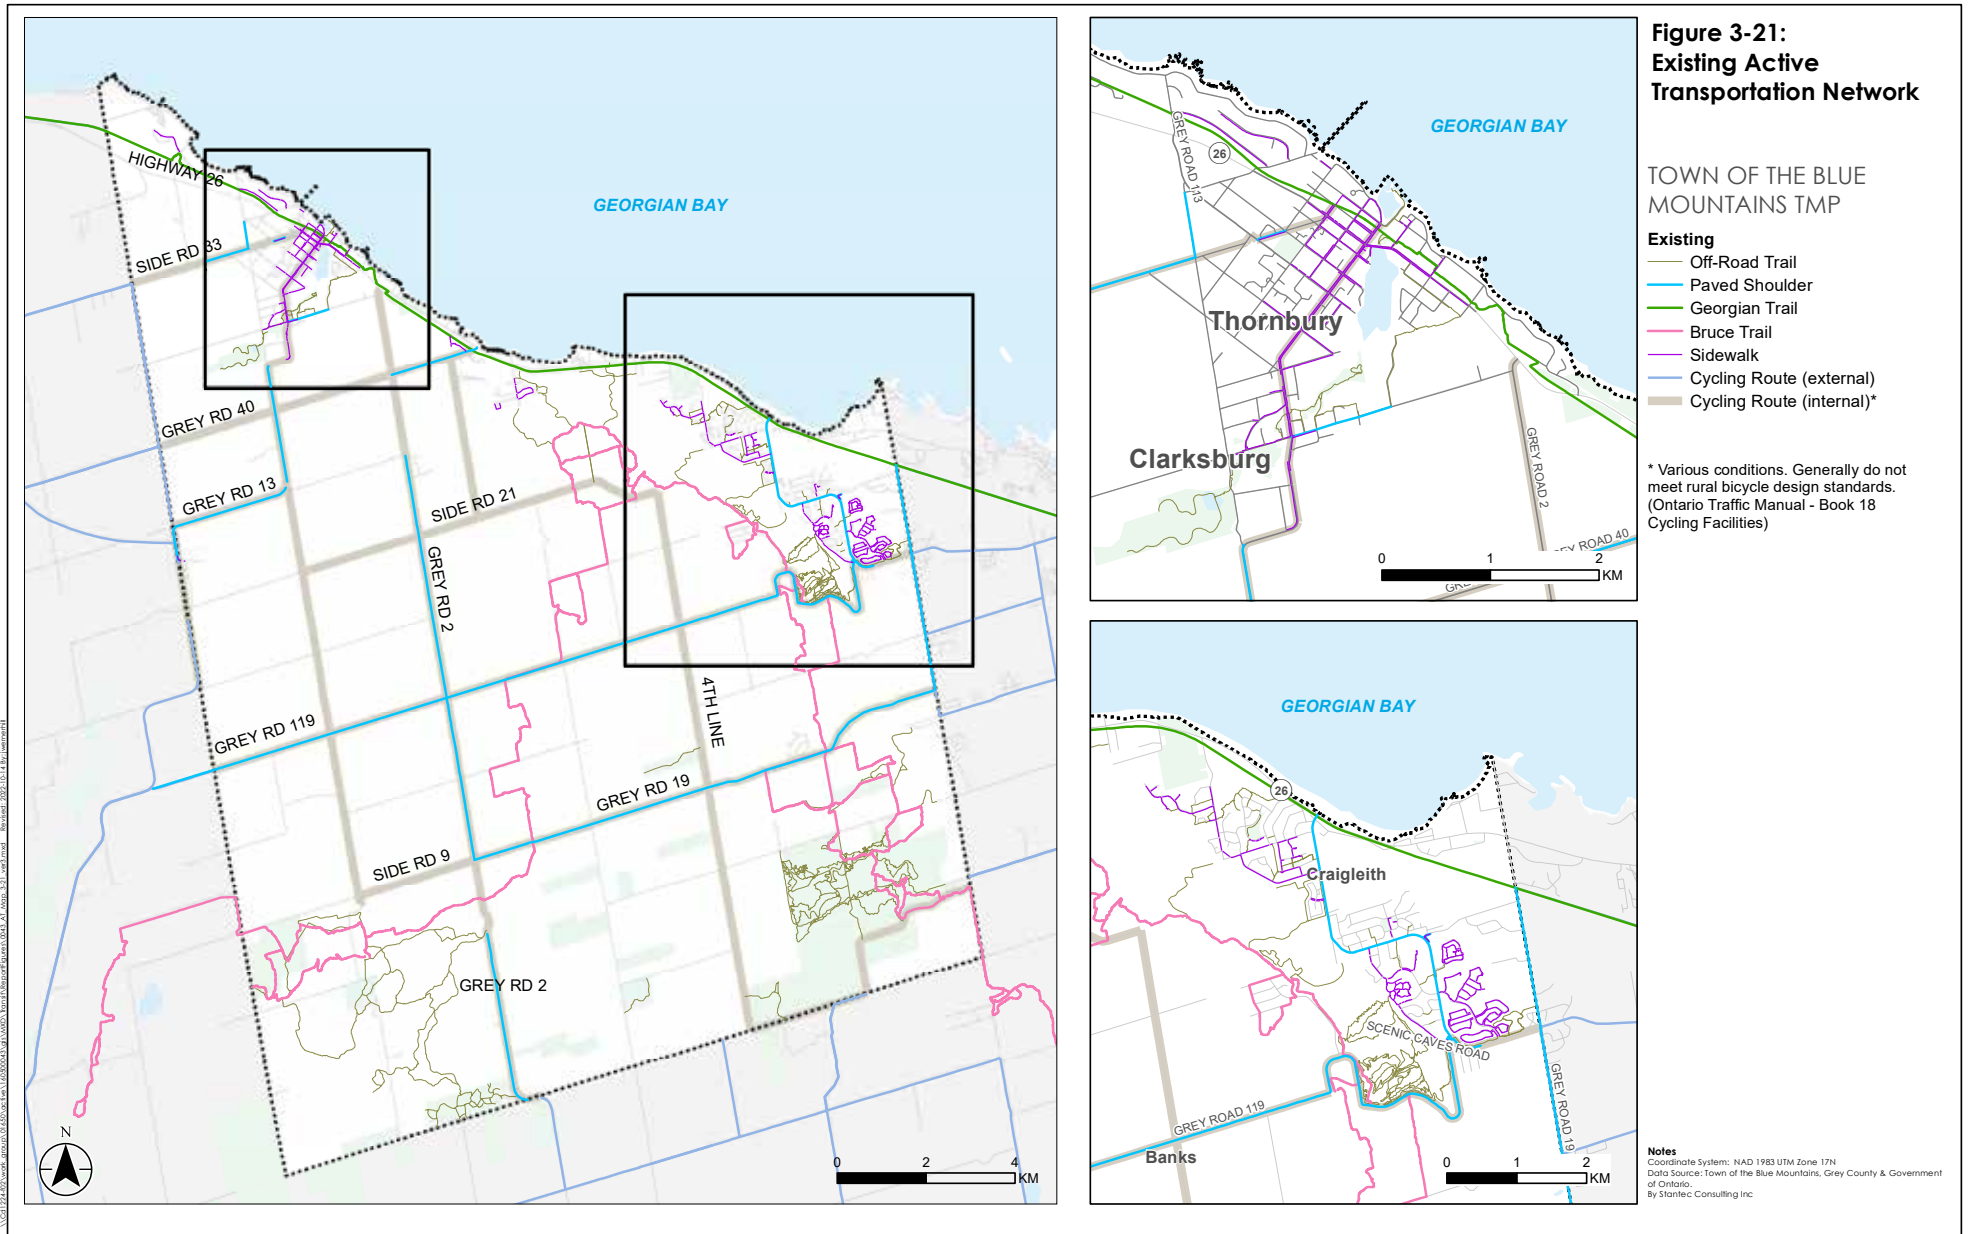 HIGHWAY 26
GEORGIAN BAY
SIDE RD 33
GREY RD 40
GREY RD 13
SIDE RD 21
GREY RD 2
GREY RD 119
4TH LINE
GREY RD 19
SIDE RD 9
GREY RD 2
N
0 2 4
KM
GEORGIAN BAY
GREY ROAD 113
26
Thornbury
Clarksburg
GREY ROAD 2
EY ROAD 40
0 1 2
KM
GEORGIAN BAY
26
Craigleith
SCENIC CAVES ROAD
GREY ROAD 119
GREY ROAD 19
Banks
0 1 2
KM
Figure 3-21:
Existing Active
Transportation Network
TOWN OF THE BLUE
MOUNTAINS TMP
Existing
Off-Road Trail
Paved Shoulder
Georgian Trail
Bruce Trail
Sidewalk
Cycling Route (external)
Cycling Route (internal)*
* Various conditions. Generally do not
meet rural bicycle design standards.
(Ontario Traffic Manual - Book 18
Cycling Facilities)
Notes
Coordinate System: NAD 1983 UTM Zone 17N
Data Source: Town of the Blue Mountains, Grey County & Government
of Ontario.
By Stantec Consulting Inc